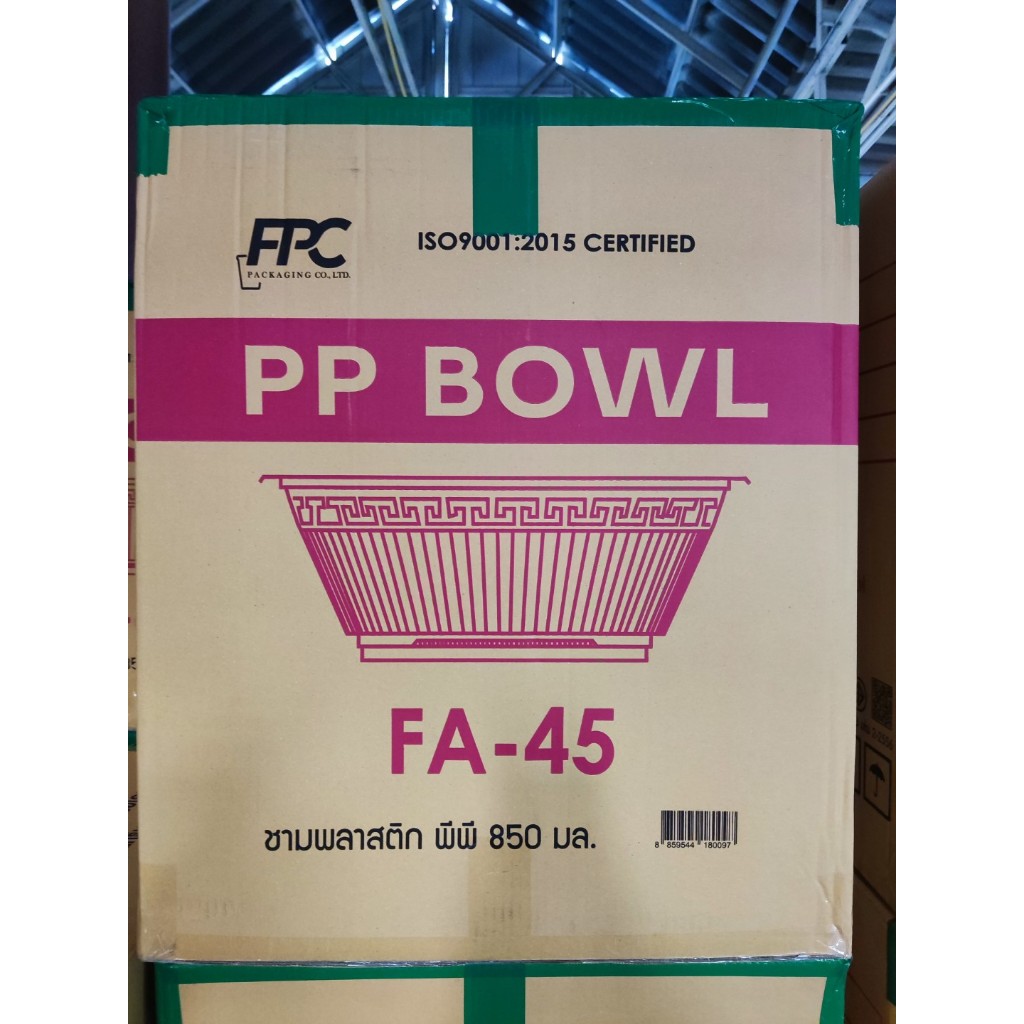 FPC
PACKAGING CO., LTD.
ISO9001:2015 CERTIFIED
PP BOWL
FA-45
ชามพลาสติก พีพี 850 มล.
8 859544 180097